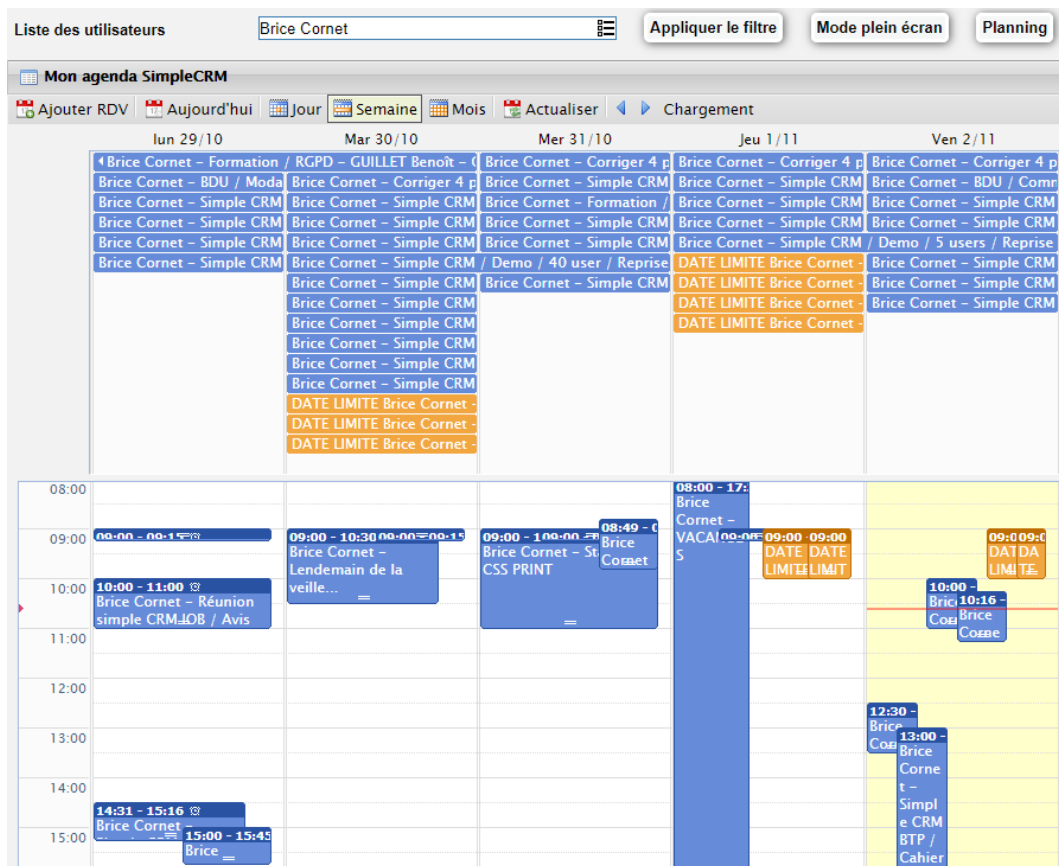 Liste des utilisateurs Brice Cornet Appliquer le filtre Mode plein écran Planning
Mon agenda SimpleCRM
Ajouter RDV Aujourd'hui Jour Semaine Mois Actualiser Chargement
lun 29/10 Mar 30/10 Mer 31/10 Jeu 1/11 Ven 2/11
Brice Cornet – Formation / RGPD – GUILLET Benoît – Brice Cornet – Corriger 4 p Brice Cornet – Corriger 4 p Brice Cornet – Corriger 4 p
Brice Cornet – BDU / Moda Brice Cornet – Corriger 4 p Brice Cornet – Simple CRM Brice Cornet – Simple CRM Brice Cornet – BDU / Comm
Brice Cornet – Simple CRM Brice Cornet – Simple CRM Brice Cornet – Formation / Brice Cornet – Simple CRM Brice Cornet – Simple CRM
Brice Cornet – Simple CRM Brice Cornet – Simple CRM Brice Cornet – Simple CRM Brice Cornet – Simple CRM Brice Cornet – Simple CRM
Brice Cornet – Simple CRM Brice Cornet – Simple CRM Brice Cornet – Simple CRM Brice Cornet – Simple CRM / Demo / 5 users / Reprise
Brice Cornet – Simple CRM Brice Cornet – Simple CRM / Demo / 40 user / Reprise DATE LIMITE Brice Cornet – Brice Cornet – Simple CRM
Brice Cornet – Simple CRM Brice Cornet – Simple CRM DATE LIMITE Brice Cornet – Brice Cornet – Simple CRM
Brice Cornet – Simple CRM DATE LIMITE Brice Cornet – Brice Cornet – Simple CRM
Brice Cornet – Simple CRM DATE LIMITE Brice Cornet –
Brice Cornet – Simple CRM
Brice Cornet – Simple CRM
Brice Cornet – Simple CRM
DATE LIMITE Brice Cornet –
DATE LIMITE Brice Cornet –
DATE LIMITE Brice Cornet –
08:00
09:00
10:00
11:00
12:00
13:00
14:00
15:00
09:00 – 09:15
10:00 – 11:00
Brice Cornet – Réunion
simple CRM JOB / Avis
14:31 – 15:16
Brice Cornet –
15:00 – 15:45
Brice
09:00 – 10:30
Brice Cornet –
Lendemain de la
veille...
09:00 – 1
Brice Cornet – St
CSS PRINT
08:49 – 0
Brice
Cornet
08:00 – 17:
Brice
Cornet –
09:00
DATE
LIMITE
09:00
DATE
LIMIT
10:00 –
Bric
10:16 –
Brice
Corne
12:30 –
Brice
13:00 –
Brice
Corne
t –
Simpl
e CRM
BTP /
Cahier